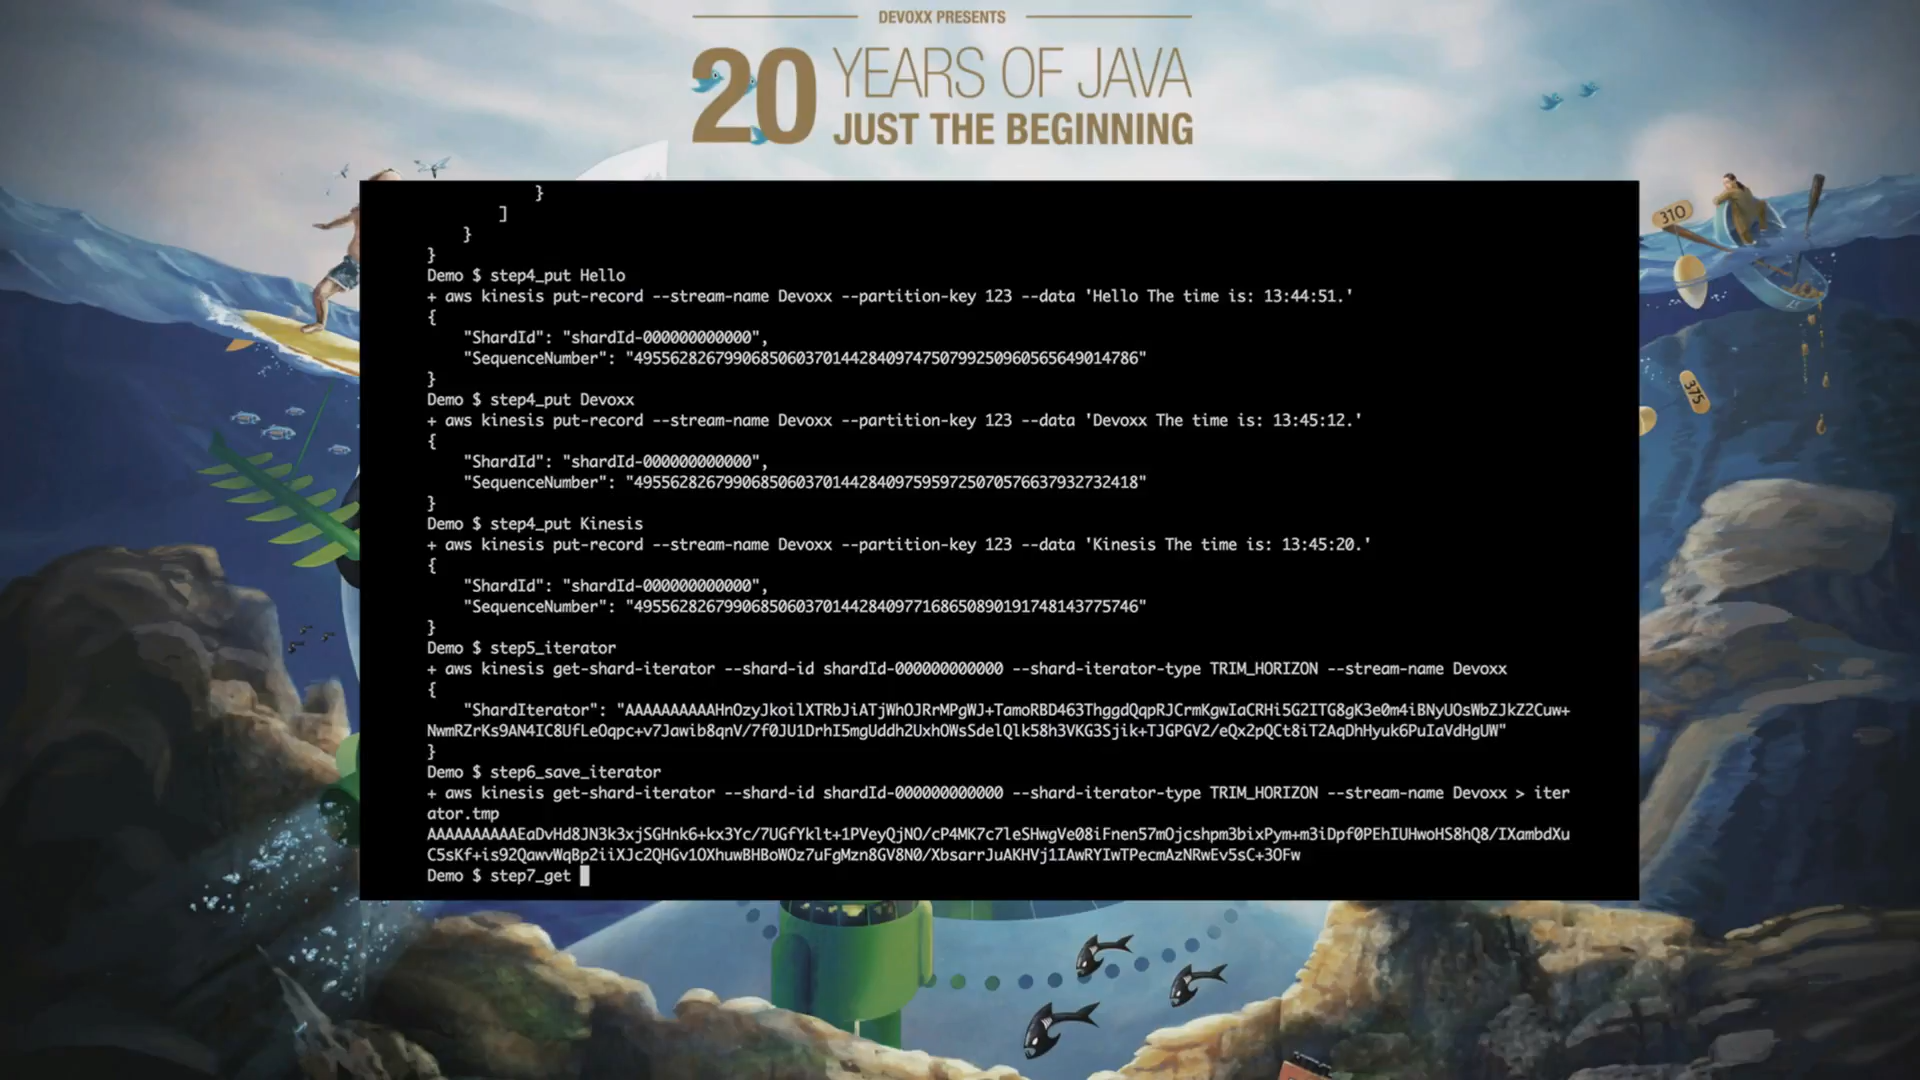 DEVOXX PRESENTS
20 YEARS OF JAVA
JUST THE BEGINNING
310
375
}
]
}
}
Demo $ step4_put Hello
+ aws kinesis put-record --stream-name Devoxx --partition-key 123 --data 'Hello The time is: 13:44:51.'
{
"ShardId": "shardId-000000000000",
"SequenceNumber": "49556282679906850603701442840974750799250960565649014786"
}
Demo $ step4_put Devoxx
+ aws kinesis put-record --stream-name Devoxx --partition-key 123 --data 'Devoxx The time is: 13:45:12.'
{
"ShardId": "shardId-000000000000",
"SequenceNumber": "49556282679906850603701442840975959725070576637932732418"
}
Demo $ step4_put Kinesis
+ aws kinesis put-record --stream-name Devoxx --partition-key 123 --data 'Kinesis The time is: 13:45:20.'
{
"ShardId": "shardId-000000000000",
"SequenceNumber": "49556282679906850603701442840977168650890191748143775746"
}
Demo $ step5_iterator
+ aws kinesis get-shard-iterator --shard-id shardId-000000000000 --shard-iterator-type TRIM_HORIZON --stream-name Devoxx
{
"ShardIterator": "AAAAAAAAAAHnOzyJkoilXTRbJiATjWhOJRrMPgWJ+TamoRBD463ThggdQqpRJCrmKgwIaCRHi5G2ITG8gK3e0m4iBNyUOsWbZJkZ2Cuw+
NwmRZrKs9AN4IC8UfLeOqpc+v7Jawib8qnV/7f0JU1DrhI5mgUddh2UxhOWsSdelQlk58h3VKG3Sjik+TJGPGV2/eQx2pQCt8iT2AqDhHyuk6PuIaVdHgUW"
}
Demo $ step6_save_iterator
+ aws kinesis get-shard-iterator --shard-id shardId-000000000000 --shard-iterator-type TRIM_HORIZON --stream-name Devoxx > iter
ator.tmp
AAAAAAAAAAEaDvHd8JN3k3xjSGHnk6+kx3Yc/7UGfYklt+1PVeyQjNO/cP4MK7c7leSHwgVe08iFnen57mOjcshpm3bixPym+m3iDpf0PEhIUHwoHS8hQ8/IXambdXu
C5sKf+is92QawvWqBp2iiXJc2QHGv1OXhuwBHBoWOz7uFgMzn8GV8N0/XbsarrJuAKHVj1IAwRYIwTPecmAzNRwEv5sC+3OFw
Demo $ step7_get